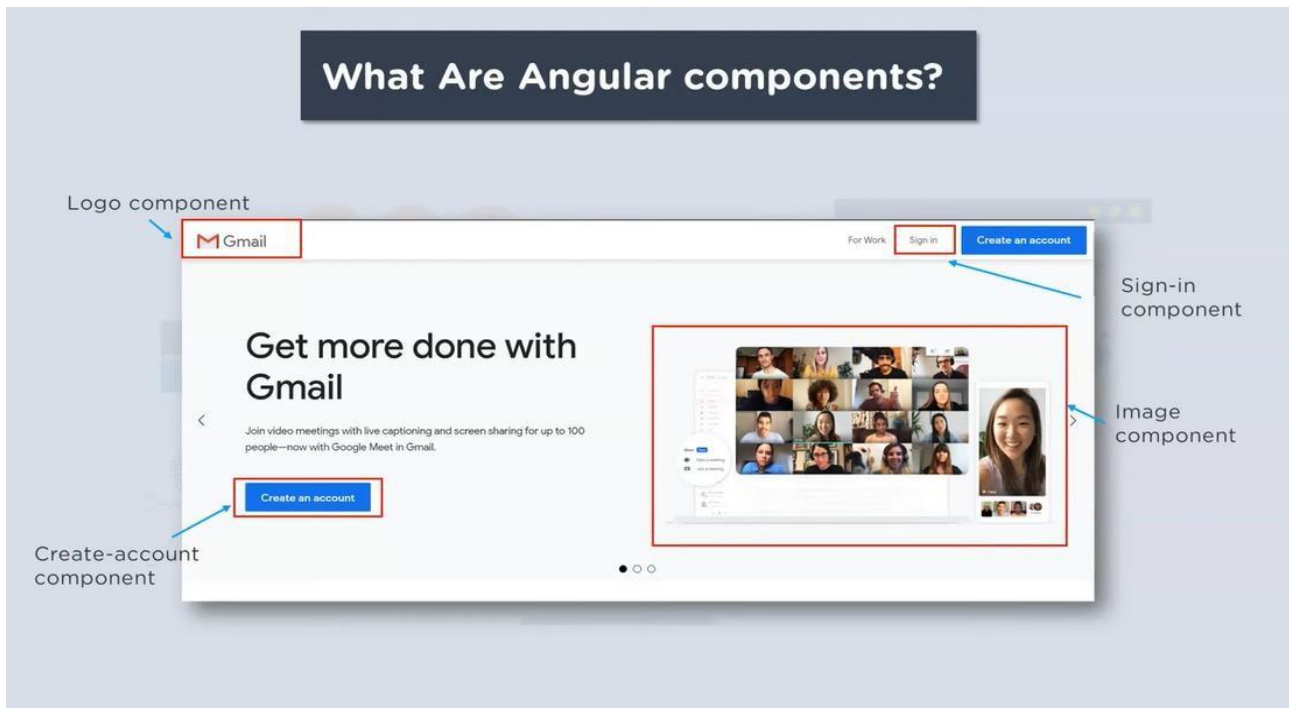 What Are Angular components?
Logo component
Gmail
For Work
Sign in
Create an account
Sign-in
component
Get more done with
Gmail
Join video meetings with live captioning and screen sharing for up to 100
people—now with Google Meet in Gmail.
Image
component
Create an account
Create-account
component